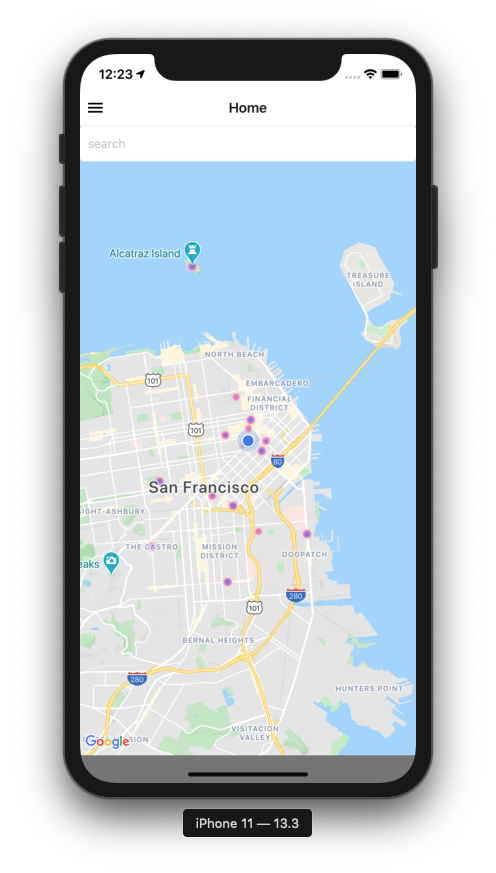 12:23
Home
search
Alcatraz Island
TREASURE
ISLAND
NORTH BEACH
101
EMBARCADERO
FINANCIAL
DISTRICT
101
80
San Francisco
AIGHT-ASHBURY
THE CASTRO
MISSION
DISTRICT
DOGPATCH
eaks
280
101
BERNAL HEIGHTS
280
HUNTERS POINT
VISITACION
VALLEY
Google
SION
iPhone 11 — 13.3